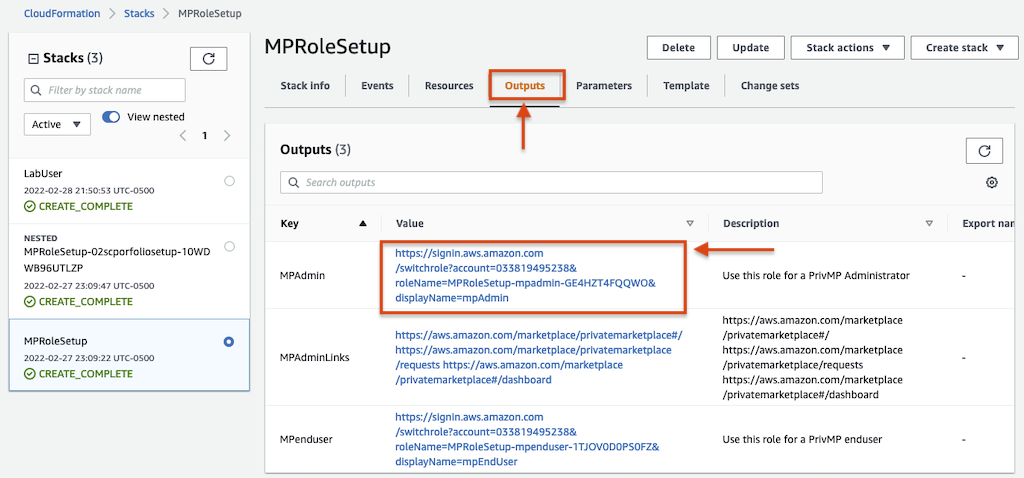 CloudFormation > Stacks > MPRoleSetup
Stacks (3)
Filter by stack name
Active ▼
View nested
< 1 >
LabUser
2022-02-28 21:50:53 UTC-0500
CREATE_COMPLETE
NESTED
MPRoleSetup-02scporfoliosetup-10WD
WB96UTLZP
2022-02-27 23:09:47 UTC-0500
CREATE_COMPLETE
MPRoleSetup
2022-02-27 23:09:22 UTC-0500
CREATE_COMPLETE
MPRoleSetup
Delete
Update
Stack actions ▼
Create stack ▼
Stack info
Events
Resources
Outputs
Parameters
Template
Change sets
Outputs (3)
Search outputs
Key
Value
Description
Export nam
MPAdmin
https://signin.aws.amazon.com
/switchrole?account=033819495238&
roleName=MPRoleSetup-mpadmin-GE4HZT4FQQWO&
displayName=mpAdmin
Use this role for a PrivMP Administrator
-
MPAdminLinks
https://aws.amazon.com/marketplace/privatemarketplace#/
https://aws.amazon.com/marketplace/privatemarketplace
/requests https://aws.amazon.com/marketplace
/privatemarketplace#/dashboard
https://aws.amazon.com/marketplace
/privatemarketplace#/
https://aws.amazon.com/marketplace
/privatemarketplace/requests
https://aws.amazon.com/marketplace
/privatemarketplace#/dashboard
-
MPenduser
https://signin.aws.amazon.com
/switchrole?account=033819495238&
roleName=MPRoleSetup-mpenduser-1TJOV0D0PS0FZ&
displayName=mpEndUser
Use this role for a PrivMP enduser
-